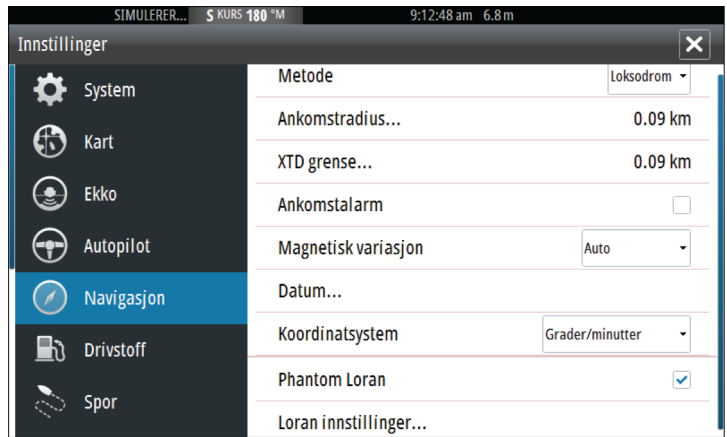 SIMULERER... S KURS 180 °M 9:12:48 am 6.8 m
Innstillinger
System
Kart
Ekko
Autopilot
Navigasjon
Drivstoff
Spor
Metode Loksodrom
Ankomstradius... 0.09 km
XTD grense... 0.09 km
Ankomstalarm
Magnetisk variasjon Auto
Datum...
Koordinatsystem Grader/minutter
Phantom Loran
Loran innstillinger...